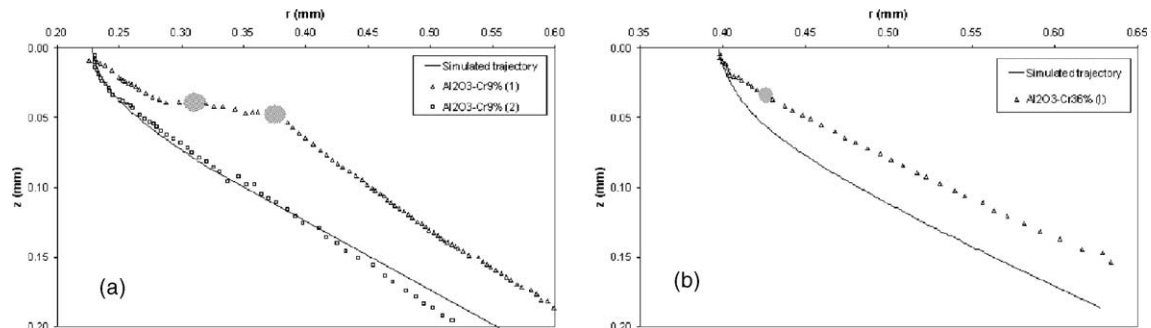 r (mm)
0.20 0.25 0.30 0.35 0.40 0.45 0.50 0.55 0.60
0.00
0.05
0.10
0.15
0.20
z (mm)
Simulated trajectory
Al2O3-Cr9% (1)
Al2O3-Cr9% (2)
(a)
r (mm)
0.35 0.40 0.45 0.50 0.55 0.60 0.65
0.00
0.05
0.10
0.15
0.20
z (mm)
Simulated trajectory
(b)